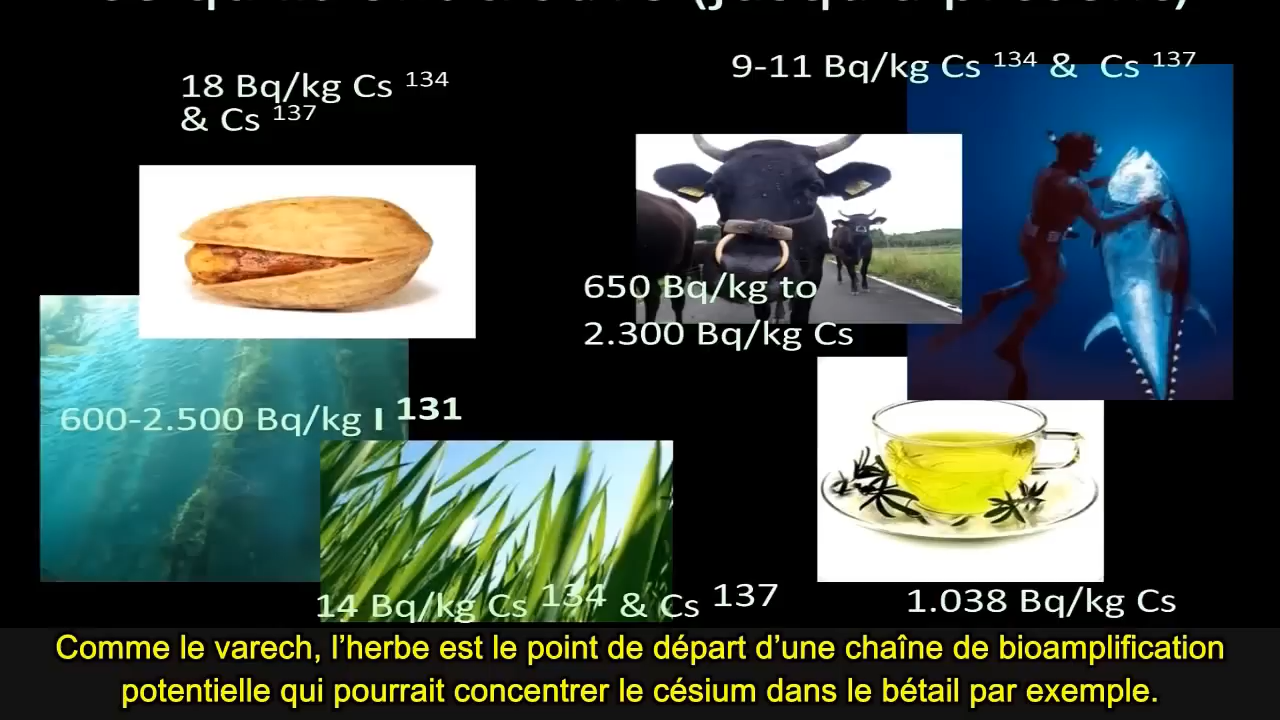 18 Bq/kg Cs 134
& Cs 137
9-11 Bq/kg Cs 134 & Cs 137
650 Bq/kg to
2.300 Bq/kg Cs
600-2.500 Bq/kg I 131
14 Bq/kg Cs 134 & Cs 137
1.038 Bq/kg Cs
Comme le varech, l’herbe est le point de départ d’une chaîne de bioamplification
potentielle qui pourrait concentrer le césium dans le bétail par exemple.